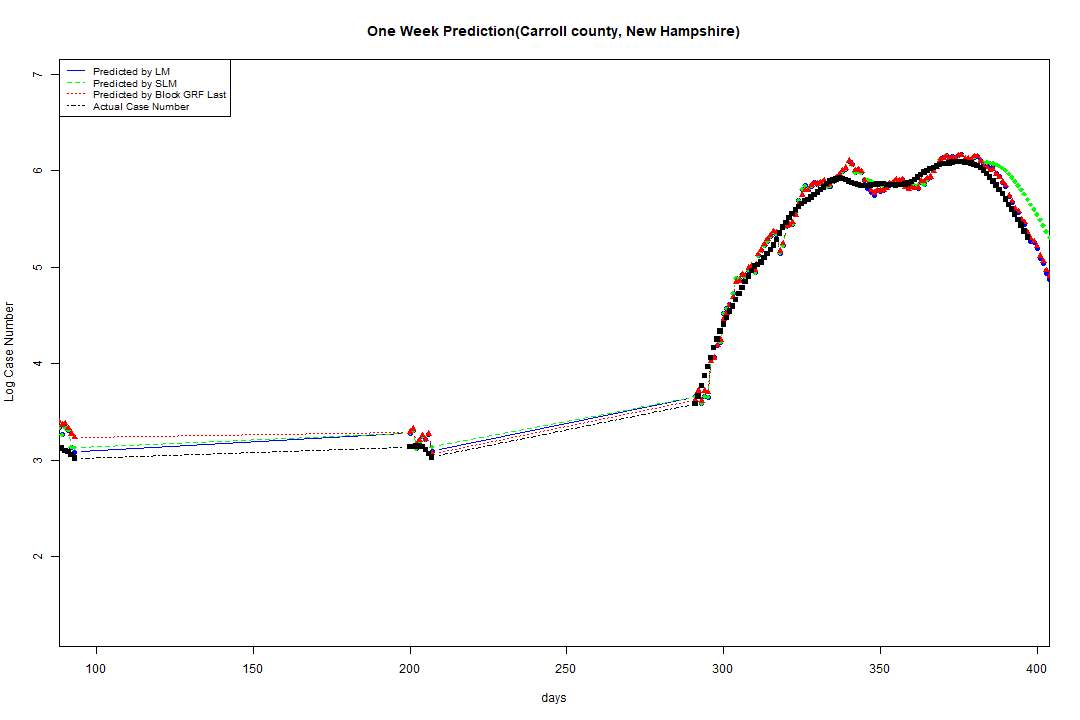 One Week Prediction(Carroll county, New Hampshire)
Predicted by LM
Predicted by SLM
Predicted by Block GRF Last
Actual Case Number
Log Case Number
7
6
5
4
3
2
100 150 200 250 300 350 400
days